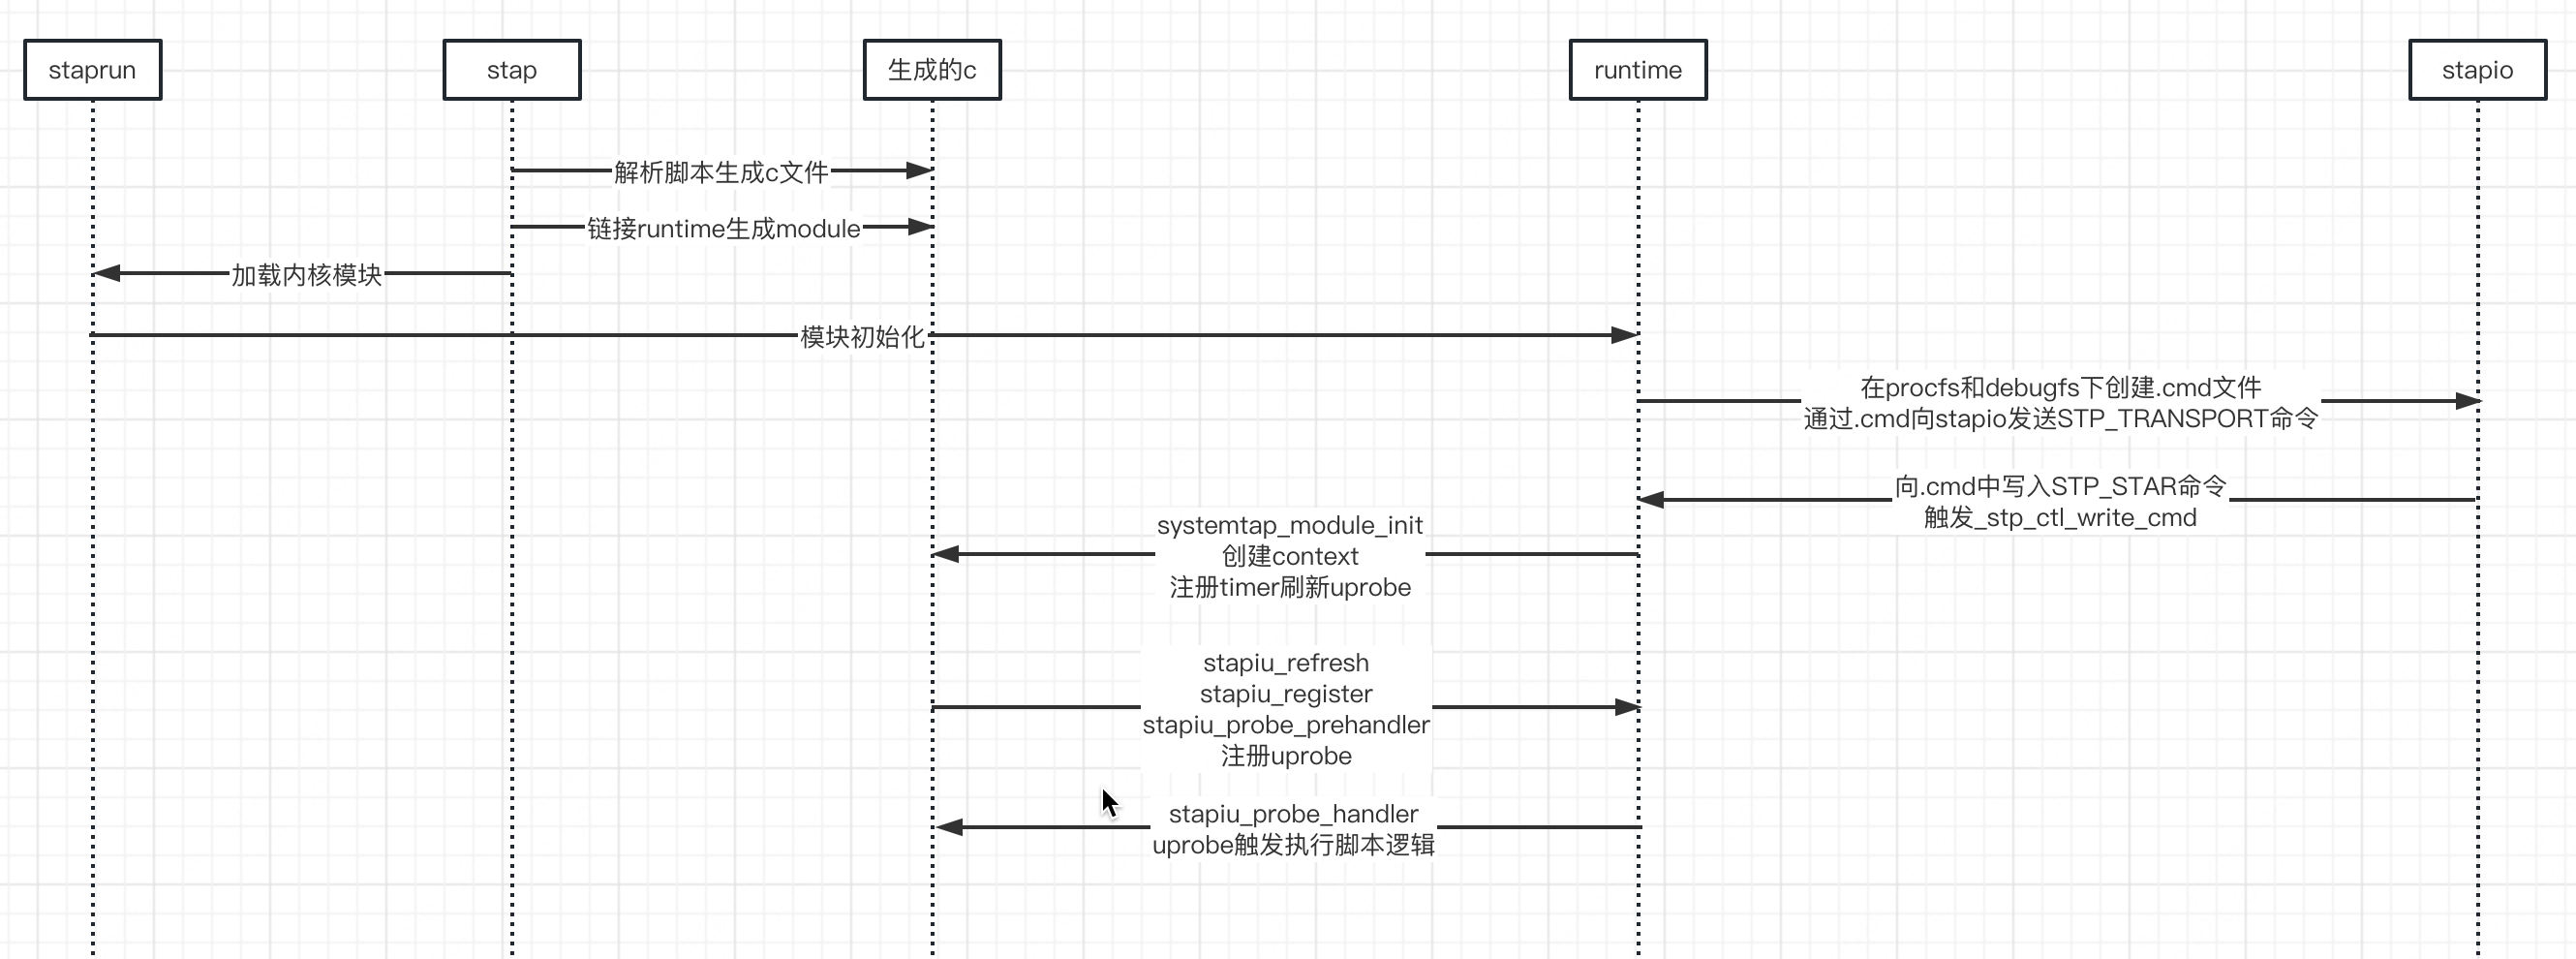 staprun
stap
生成的c
runtime
stapio
解析脚本生成c文件
链接runtime生成module
加载内核模块
模块初始化
在procfs和debugfs下创建.cmd文件
通过.cmd向stapio发送STP_TRANSPORT命令
向.cmd中写入STP_STAR命令
触发_stp_ctl_write_cmd
systemtap_module_init
创建context
注册timer刷新uprobe
stapiu_refresh
stapiu_register
stapiu_probe_prehandler
注册uprobe
stapiu_probe_handler
uprobe触发执行脚本逻辑